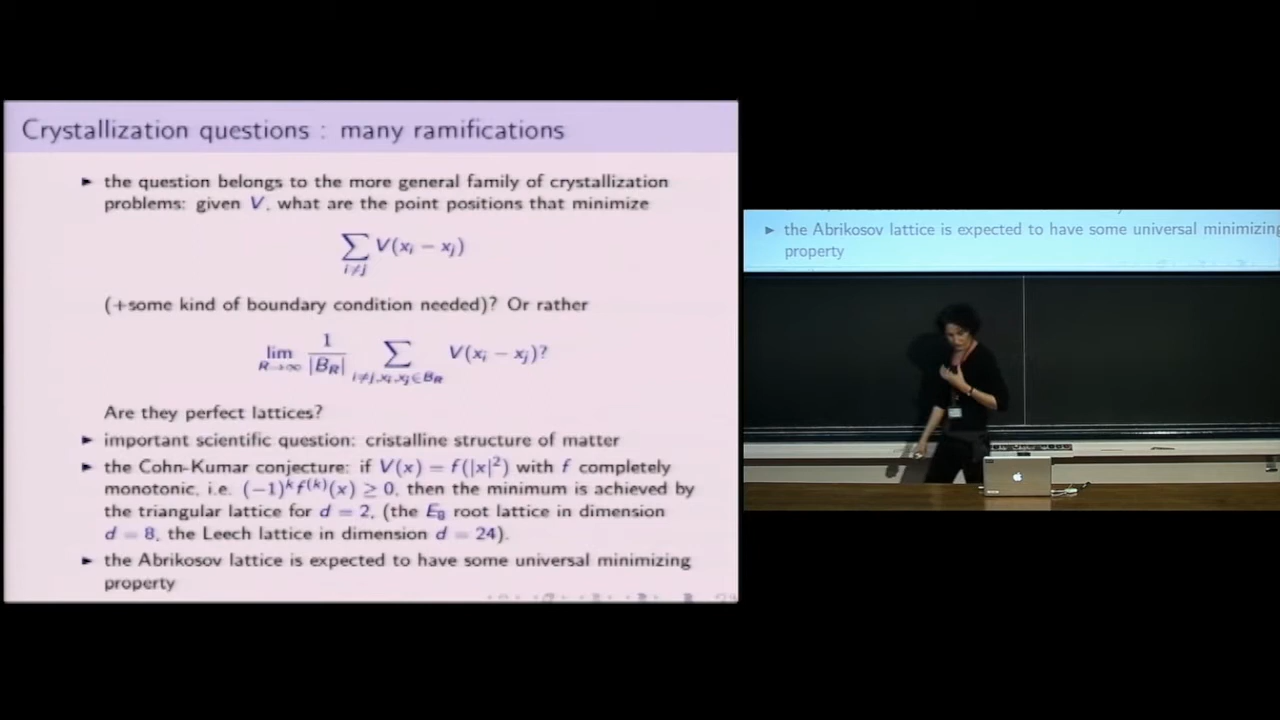 Crystallization questions : many ramifications
▶ the question belongs to the more general family of crystallization
problems: given V, what are the point positions that minimize
∑ V(xᵢ − xⱼ)
i≠j
(+some kind of boundary condition needed)? Or rather
lim_{R→∞} 1/|B_R| ∑_{i≠j,xᵢ,xⱼ∈B_R} V(xᵢ − xⱼ)?
Are they perfect lattices?
▶ important scientific question: cristalline structure of matter
▶ the Cohn-Kumar conjecture: if V(x) = f(|x|²) with f completely
monotonic, i.e. (−1)ᵏf⁽ᵏ⁾(x) ≥ 0, then the minimum is achieved by
the triangular lattice for d = 2, (the E₈ root lattice in dimension
d = 8, the Leech lattice in dimension d = 24).
▶ the Abrikosov lattice is expected to have some universal minimizing
property
▶ the Abrikosov lattice is expected to have some universal minimizing
property